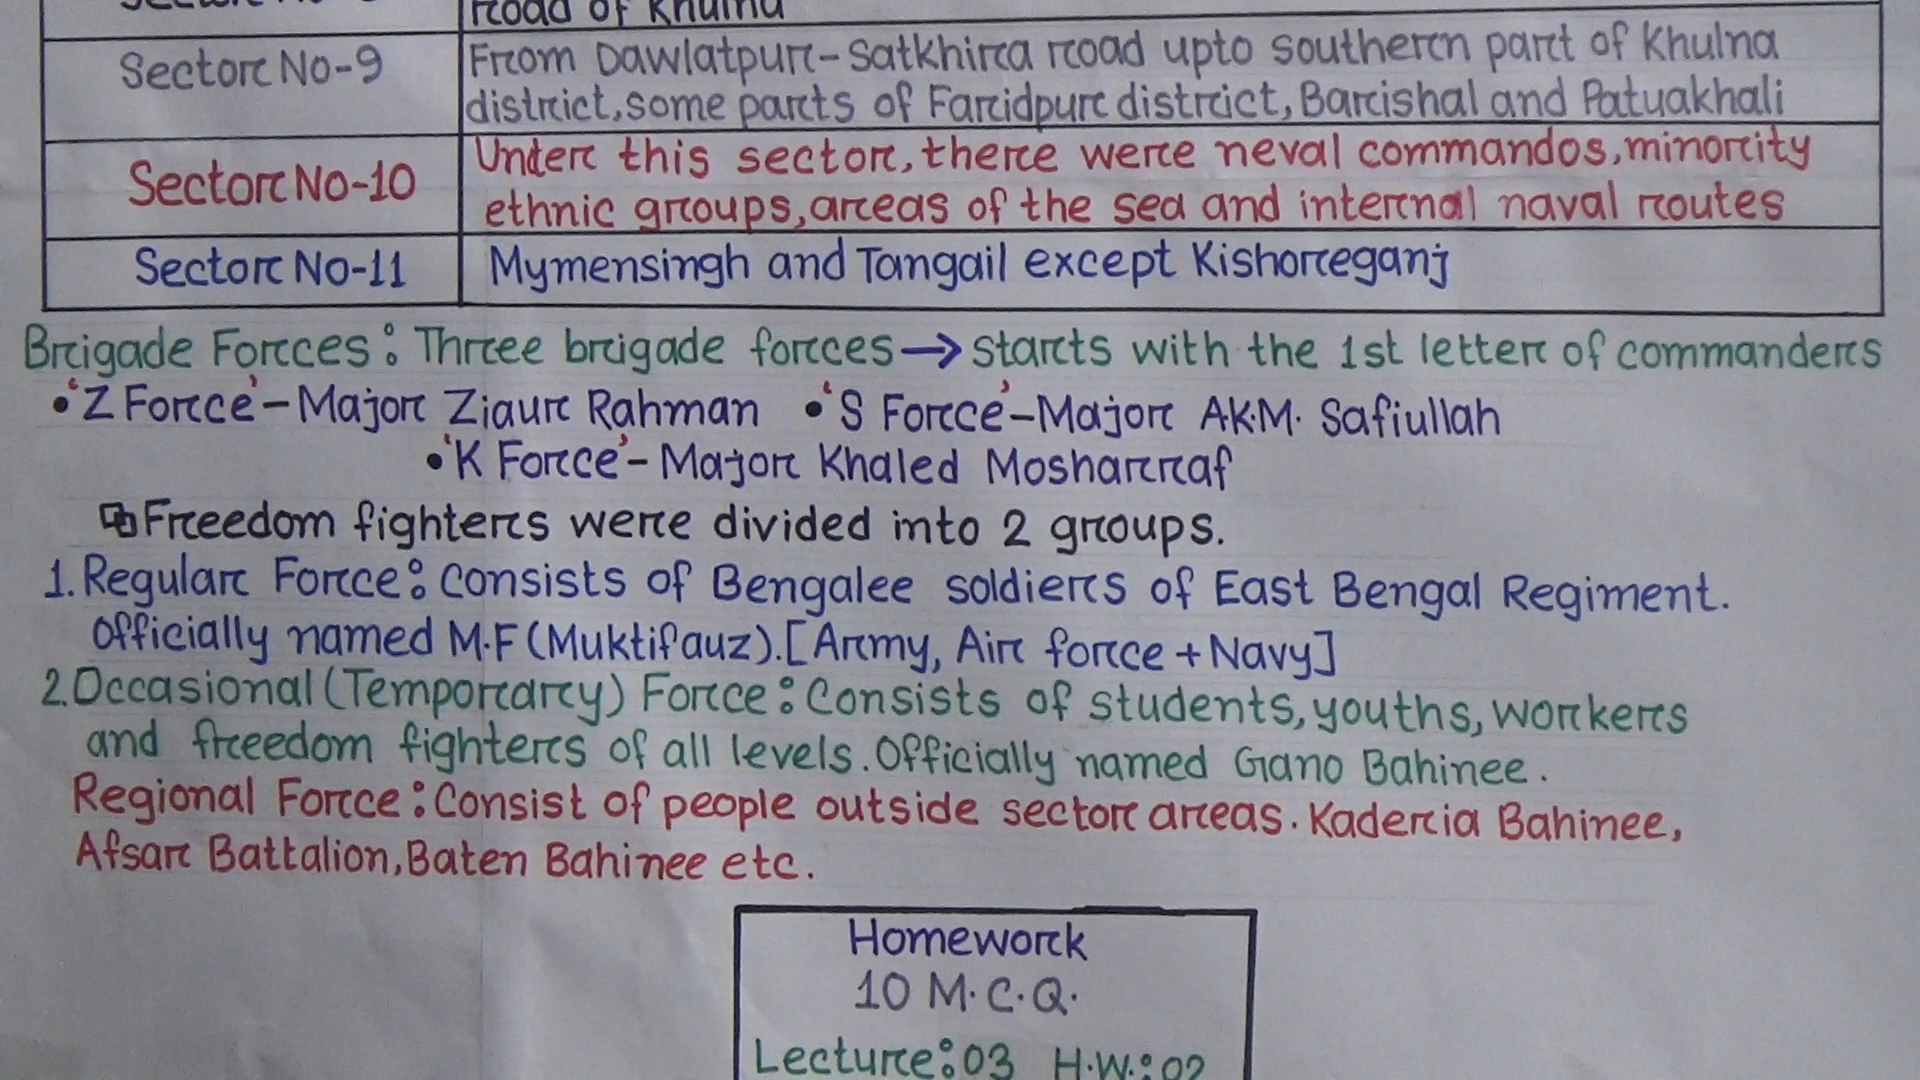 road of Khulna
Sector No-9
From Dawlatpur-Satkhira road upto southern part of Khulna
district, some parts of Faridpur district, Barishal and Patuakhali
Sector No-10
Under this sector, there were neval commandos, minority
ethnic groups, areas of the sea and internal naval routes
Sector No-11
Mymensingh and Tangail except Kishoreganj
Brigade Forces: Three brigade forces → starts with the 1st letter of commanders
• 'Z Force' - Major Ziaur Rahman • 'S Force' - Major A.K.M. Safiullah
• 'K Force' - Major Khaled Mosharraf
Freedom fighters were divided into 2 groups.
1. Regular Force: Consists of Bengalee soldiers of East Bengal Regiment.
Officially named M.F (Muktifauz). [Army, Air force + Navy]
2. Occasional (Temporary) Force: Consists of students, youths, workers
and freedom fighters of all levels. Officially named Gano Bahinee.
Regional Force: Consist of people outside sector areas. Kaderia Bahinee,
Afsar Battalion, Baten Bahinee etc.
Homework
10 M.C.Q.
Lecture: 03 H.W.: 02